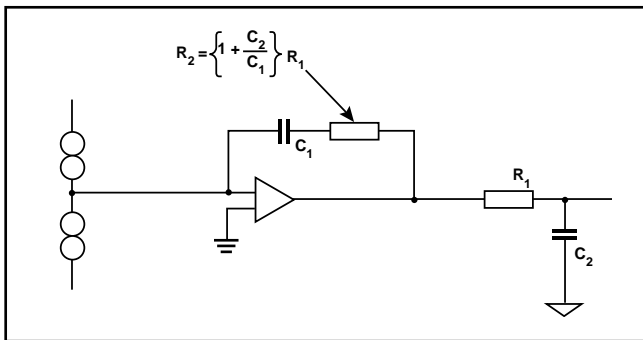 R2 = {1 + C2/C1} R1
C1
R1
C2